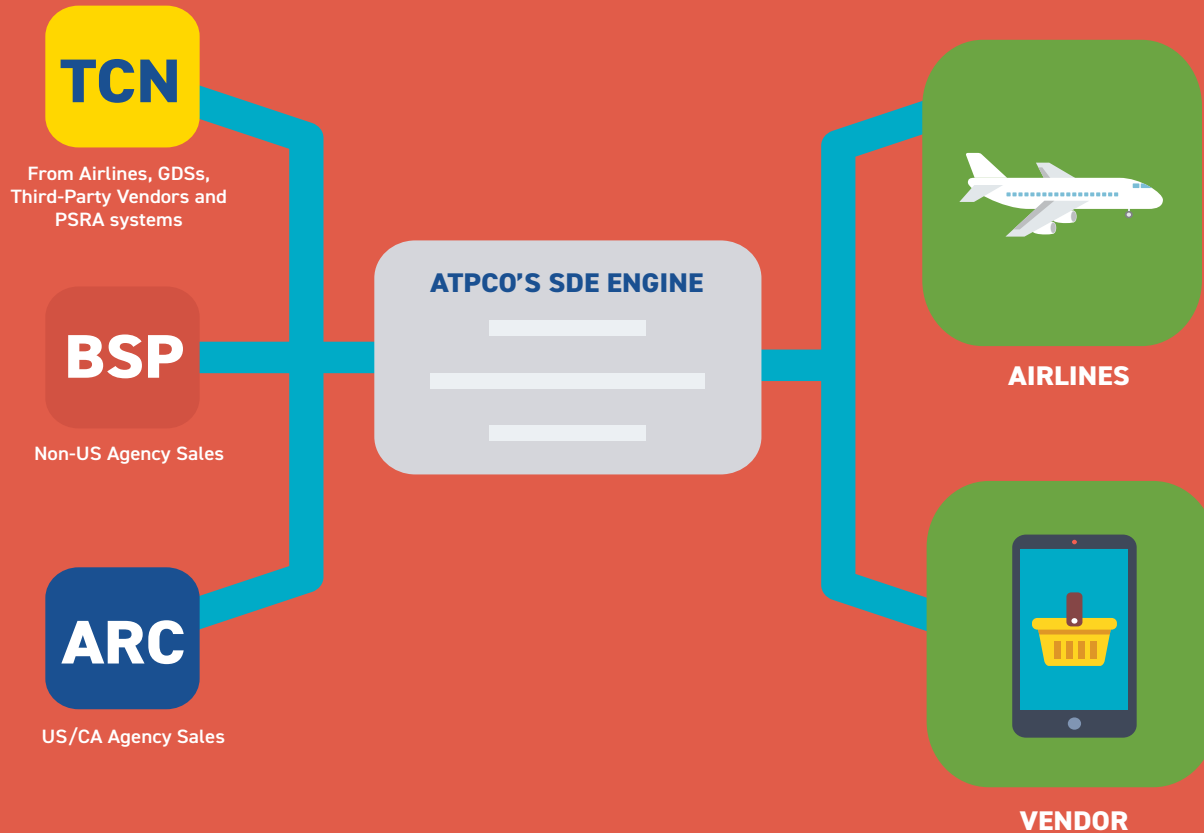 TCN
From Airlines, GDSs,
Third-Party Vendors and
PSRA systems
BSP
Non-US Agency Sales
ARC
US/CA Agency Sales
ATPCO'S SDE ENGINE
AIRLINES
VENDOR